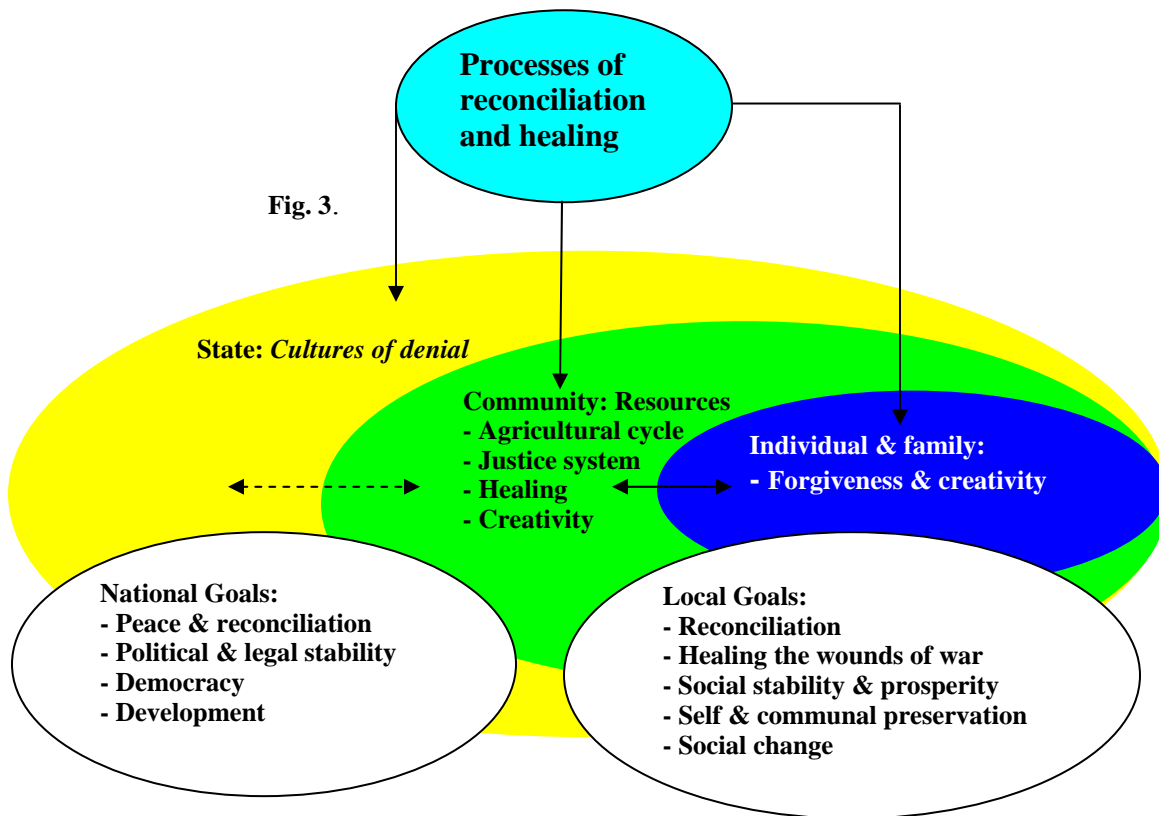 Processes of
reconciliation
and healing
Fig. 3.
State: Cultures of denial
Community: Resources
- Agricultural cycle
- Justice system
- Healing
- Creativity
Individual & family:
- Forgiveness & creativity
National Goals:
- Peace & reconciliation
- Political & legal stability
- Democracy
- Development
Local Goals:
- Reconciliation
- Healing the wounds of war
- Social stability & prosperity
- Self & communal preservation
- Social change